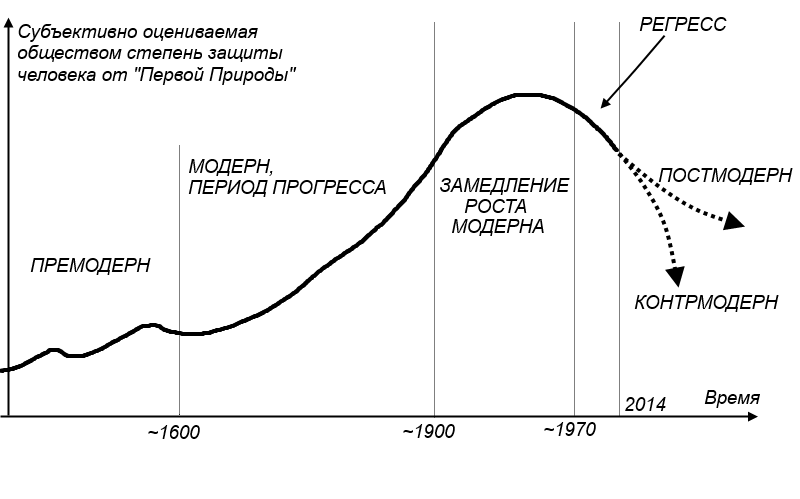 Субъективно оцениваемая
обществом степень защиты
человека от "Первой Природы"
РЕГРЕСС
МОДЕРН,
ПЕРИОД ПРОГРЕССА
ЗАМЕДЛЕНИЕ
РОСТА
МОДЕРНА
ПОСТМОДЕРН
ПРЕМОДЕРН
КОНТРМОДЕРН
Время
2014
~1600
~1900
~1970